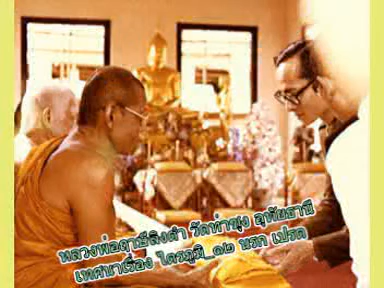 หลวงพ่อฤาษีลิงดำ วัดท่าซุง อุทัยธานี
เทศนาเรื่อง ไตรภูมิ_๑๒ นรก เปรต